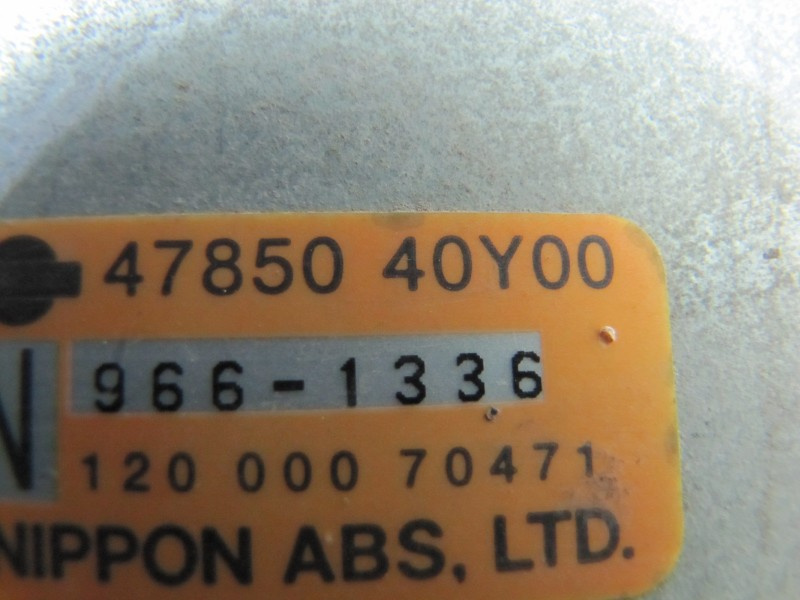 47850 40Y00
N
966-1336
120 000 70471
NIPPON ABS, LTD.